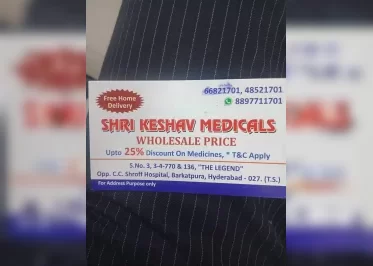 Free Home
Delivery
66821701, 48521701
8897711701
SHRI KESHAV MEDICALS
WHOLESALE PRICE
Upto 25% Discount On Medicines, * T&C Apply
S.No. 3, 3-4-770 & 136, "THE LEGEND"
Opp. C.C. Shroff Hospital, Barkatpura, Hyderabad - 027. (T.S.)
For Address Purpose only